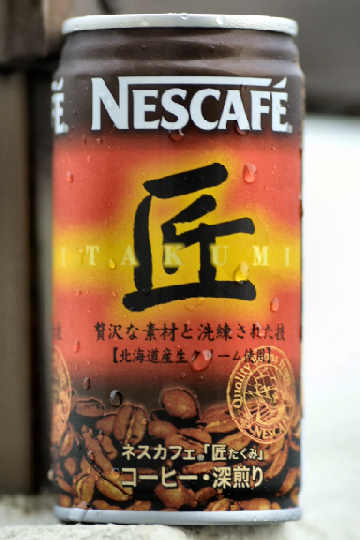 NESCAFÉ
匠
TAKUMI
贅沢な素材と洗練された技
【北海道産生クリーム使用】
Quality
NESCAFÉ
ネスカフェ「匠たくみ」
コーヒー・深煎り